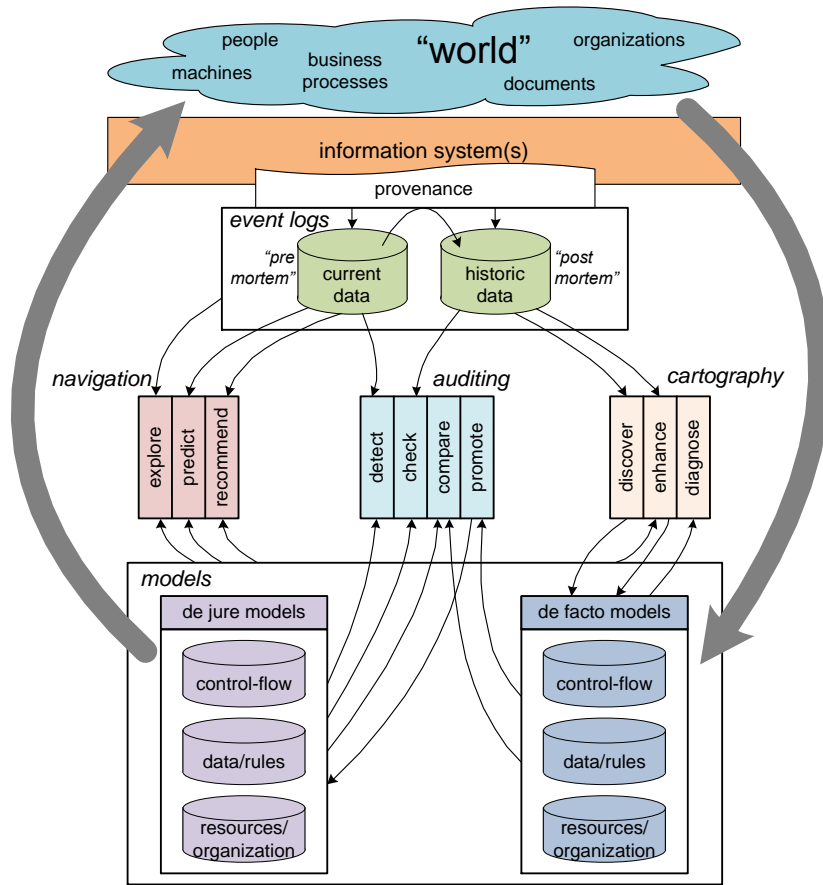 people
"world"
organizations
machines
business
processes
documents
information system(s)
provenance
event logs
"pre
mortem"
current
data
historic
data
"post
mortem"
navigation
auditing
cartography
explore
predict
recommend
detect
check
compare
promote
discover
enhance
diagnose
models
de jure models
de facto models
control-flow
control-flow
data/rules
data/rules
resources/
organization
resources/
organization